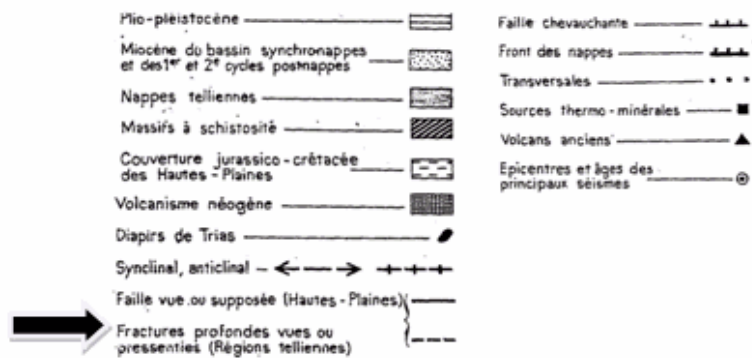 Plio-pléistocène
Miocène du bassin synchronappes
et des 1er et 2e cycles postnappes
Nappes telliennes
Massifs à schistosité
Couverture jurassico-crétacée
des Hautes-Plaines
Volcanisme néogène
Diapirs de Trias
Synclinal, anticlinal
Faille vue ou supposée (Hautes-Plaines)
Fractures profondes vues ou
pressenties (Régions telliennes)
Faille chevauchante
Front des nappes
Transversales
Sources thermo-minérales
Volcans anciens
Epicentres et âges des
principaux séismes